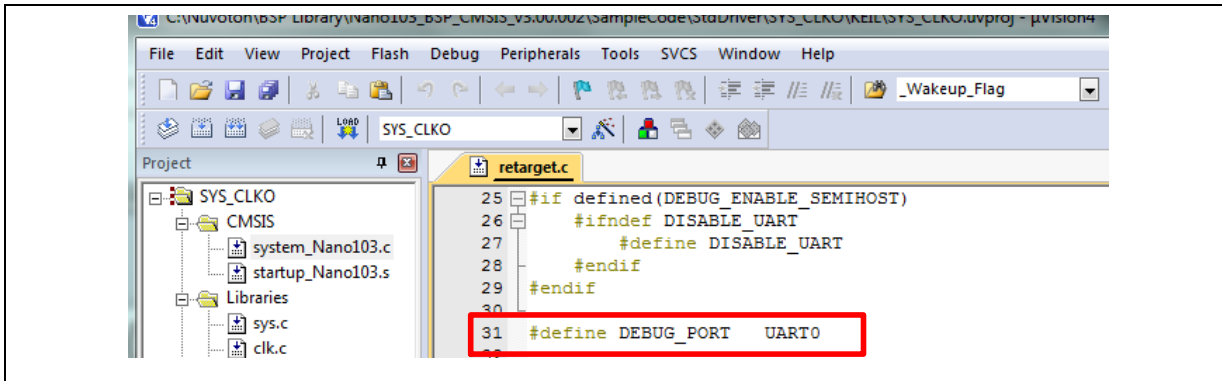 C:\Nuvoton\BSP Library\Nano103_BSP_CMSIS_V3.00.002\SampleCode\StdDriver\SYS_CLKO\KEIL\SYS_CLKO.uvproj - µVision4
File Edit View Project Flash Debug Peripherals Tools SVCS Window Help
_Wakeup_Flag
LOAD
SYS_CLKO
Project
retarget.c
SYS_CLKO
CMSIS
system_Nano103.c
startup_Nano103.s
Libraries
sys.c
clk.c
25 #if defined(DEBUG_ENABLE_SEMIHOST)
26 #ifndef DISABLE_UART
27 #define DISABLE_UART
28 #endif
29 #endif
30
31 #define DEBUG_PORT UART0